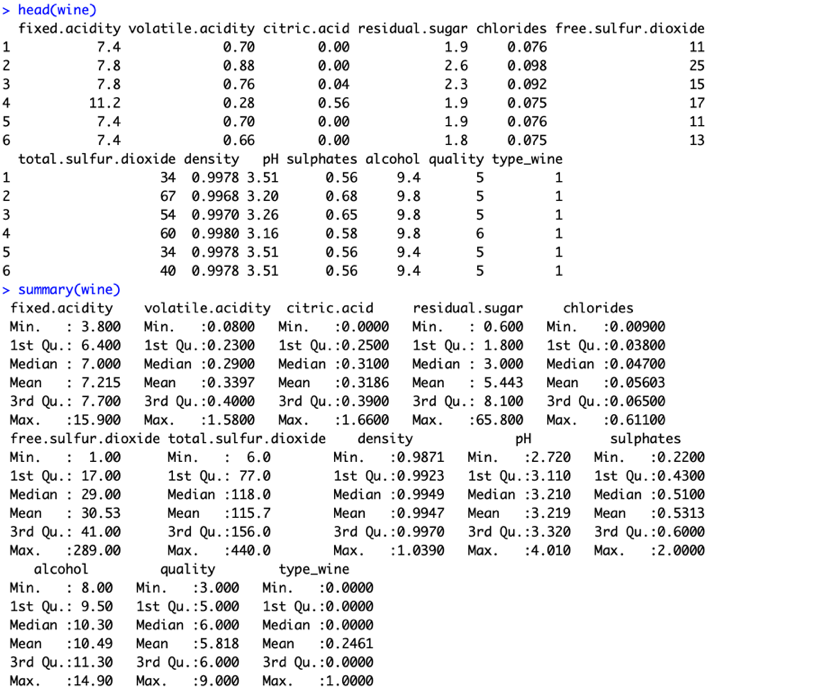 > head(wine)
fixed.acidity volatile.acidity citric.acid residual.sugar chlorides free.sulfur.dioxide
1 7.4 0.70 0.00 1.9 0.076 11
2 7.8 0.88 0.00 2.6 0.098 25
3 7.8 0.76 0.04 2.3 0.092 15
4 11.2 0.28 0.56 1.9 0.075 17
5 7.4 0.70 0.00 1.9 0.076 11
6 7.4 0.66 0.00 1.8 0.075 13
total.sulfur.dioxide density pH sulphates alcohol quality type_wine
1 34 0.9978 3.51 0.56 9.4 5 1
2 67 0.9968 3.20 0.68 9.8 5 1
3 54 0.9970 3.26 0.65 9.8 5 1
4 60 0.9980 3.16 0.58 9.8 6 1
5 34 0.9978 3.51 0.56 9.4 5 1
6 40 0.9978 3.51 0.56 9.4 5 1
> summary(wine)
fixed.acidity volatile.acidity citric.acid residual.sugar chlorides
Min. : 3.800 Min. :0.0800 Min. :0.0000 Min. : 0.600 Min. :0.00900
1st Qu.: 6.400 1st Qu.:0.2300 1st Qu.:0.2500 1st Qu.: 1.800 1st Qu.:0.03800
Median : 7.000 Median :0.2900 Median :0.3100 Median : 3.000 Median :0.04700
Mean : 7.215 Mean :0.3397 Mean :0.3186 Mean : 5.443 Mean :0.05603
3rd Qu.: 7.700 3rd Qu.:0.4000 3rd Qu.:0.3900 3rd Qu.: 8.100 3rd Qu.:0.06500
Max. :15.900 Max. :1.5800 Max. :1.6600 Max. :65.800 Max. :0.61100
free.sulfur.dioxide total.sulfur.dioxide density pH sulphates
Min. : 1.00 Min. : 6.0 Min. :0.9871 Min. :2.720 Min. :0.2200
1st Qu.: 17.00 1st Qu.: 77.0 1st Qu.:0.9923 1st Qu.:3.110 1st Qu.:0.4300
Median : 29.00 Median :118.0 Median :0.9949 Median :3.210 Median :0.5100
Mean : 30.53 Mean :115.7 Mean :0.9947 Mean :3.219 Mean :0.5313
3rd Qu.: 41.00 3rd Qu.:156.0 3rd Qu.:0.9970 3rd Qu.:3.320 3rd Qu.:0.6000
Max. :289.00 Max. :440.0 Max. :1.0390 Max. :4.010 Max. :2.0000
alcohol quality type_wine
Min. : 8.00 Min. :3.000 Min. :0.0000
1st Qu.: 9.50 1st Qu.:5.000 1st Qu.:0.0000
Median :10.30 Median :6.000 Median :0.0000
Mean :10.49 Mean :5.818 Mean :0.2461
3rd Qu.:11.30 3rd Qu.:6.000 3rd Qu.:0.0000
Max. :14.90 Max. :9.000 Max. :1.0000